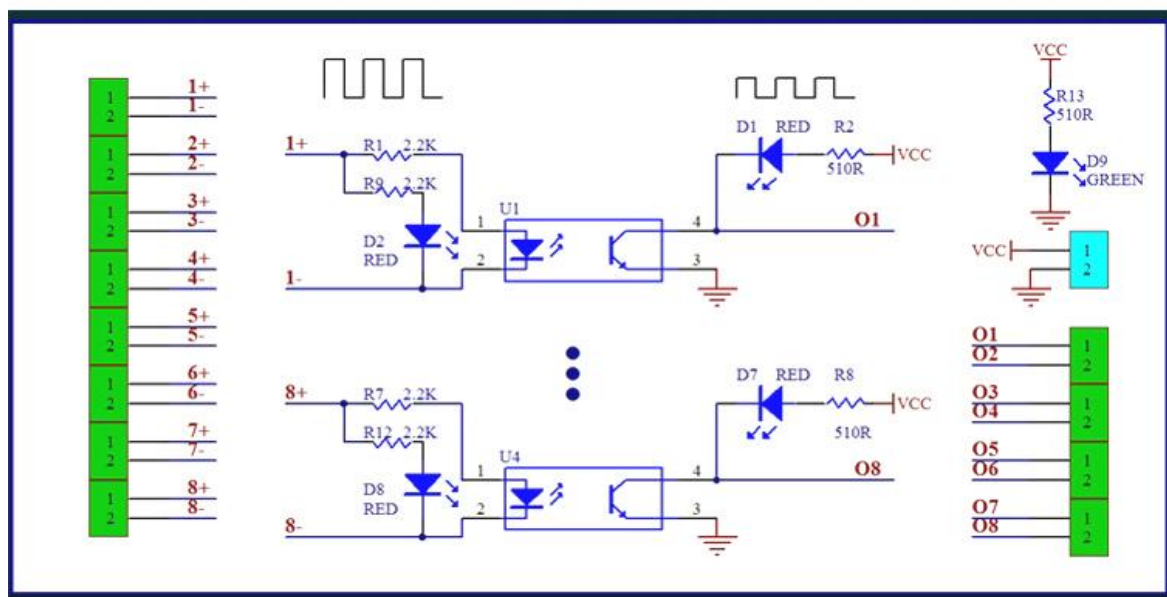 1
2
1+
1-
1
2
2+
2-
1
2
3+
3-
1
2
4+
4-
1
2
5+
5-
1
2
6+
6-
1
2
7+
7-
1
2
8+
8-
1+
R1 2.2K
R9 2.2K
D2
RED
1-
U1
1
2
4
3
D1 RED R2
510R
VCC
O1
8+
R7 2.2K
R12 2.2K
D8
RED
8-
U4
1
2
4
3
D7 RED R8
510R
VCC
O8
VCC
R13
510R
D9
GREEN
VCC
1
2
O1
O2
1
2
O3
O4
1
2
O5
O6
1
2
O7
O8
1
2